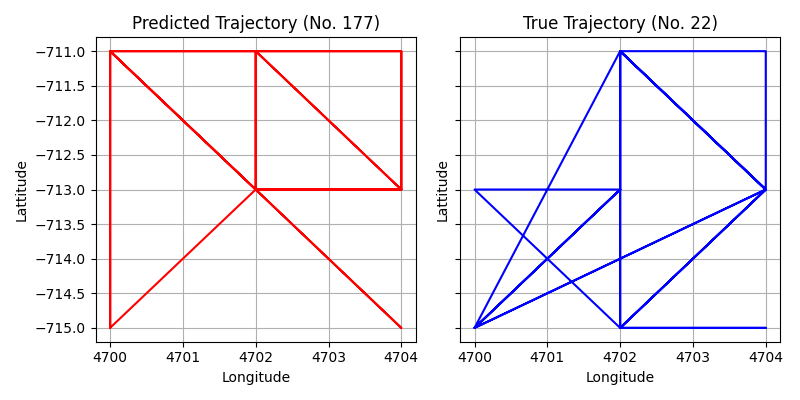 Predicted Trajectory (No. 177)
True Trajectory (No. 22)
Lattitude
−711.0
−711.5
−712.0
−712.5
−713.0
−713.5
−714.0
−714.5
−715.0
4700 4701 4702 4703 4704
Longitude
Lattitude
4700 4701 4702 4703 4704
Longitude